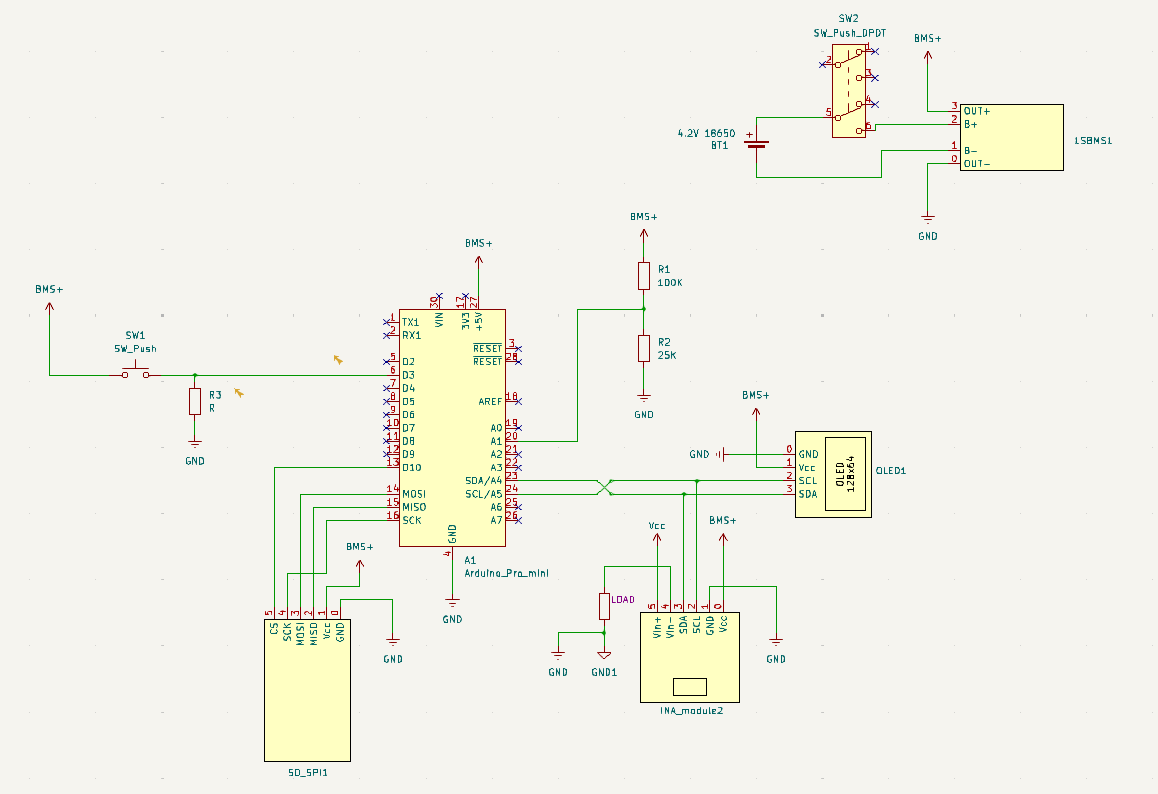 SW2
SW_Push_DPDT
1
2
3
4
5
6
BMS+
3 OUT+
2 B+
1 B-
0 OUT-
1SBMS1
GND
4.2V 18650
BT1
+
BMS+
R1
100K
R2
25K
GND
BMS+
SW1
SW_Push
R3
R
GND
BMS+
30 VIN
17 3V3
27 +5V
1 TX1
2 RX1
5 D2
6 D3
7 D4
8 D5
9 D6
10 D7
11 D8
12 D9
13 D10
14 MOSI
15 MISO
16 SCK
RESET 3
RESET 28
AREF 18
A0 19
A1 20
A2 21
A3 22
SDA/A4 23
SCL/A5 24
A6 25
A7 26
GND 4
A1
Arduino_Pro_mini
GND
BMS+
GND
0 GND
1 Vcc
2 SCL
3 SDA
OLED
128x64
OLED1
BMS+
5 CS
4 SCK
3 MOSI
2 MISO
1 Vcc
0 GND
GND
SD_SPI1
LOAD
GND
GND1
Vcc
BMS+
5 Vin+
4 Vin-
3 SDA
2 SCL
1 GND
0 Vcc
GND
INA_module2